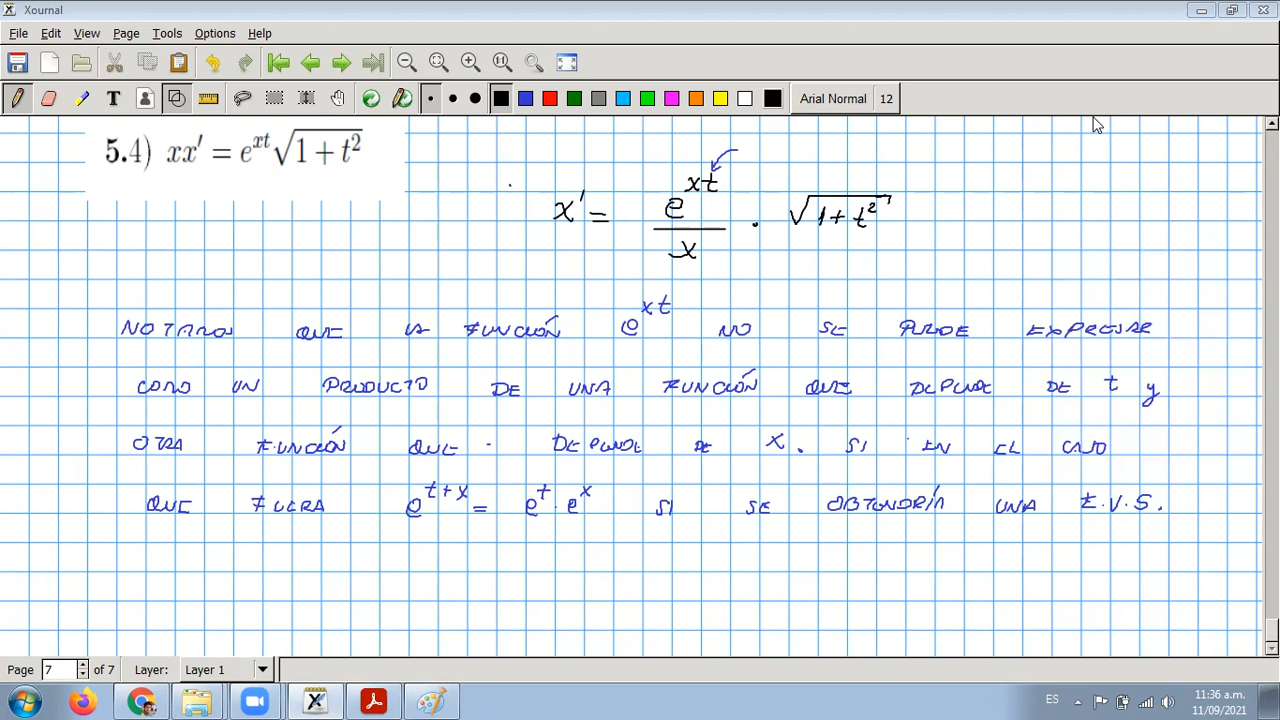 Xournal
File Edit View Page Tools Options Help
Arial Normal 12
5.4) xx' = e^{xt}√(1 + t²)
x' = e^{xt}/x · √(1 + t²)
NOTAMOS QUE LA FUNCIÓN e^{xt} NO SE PUEDE EXPRESAR
COMO UN PRODUCTO DE UNA FUNCIÓN QUE DEPENDE DE t y
OTRA FUNCIÓN QUE DEPENDE DE x. SI EN EL CASO
QUE FUERA e^{t+x} = e^t · e^x SI SE OBTENDRÍA UNA E.V.S.
Page 7 of 7 Layer: Layer 1
ES 11:36 a.m.
11/09/2021